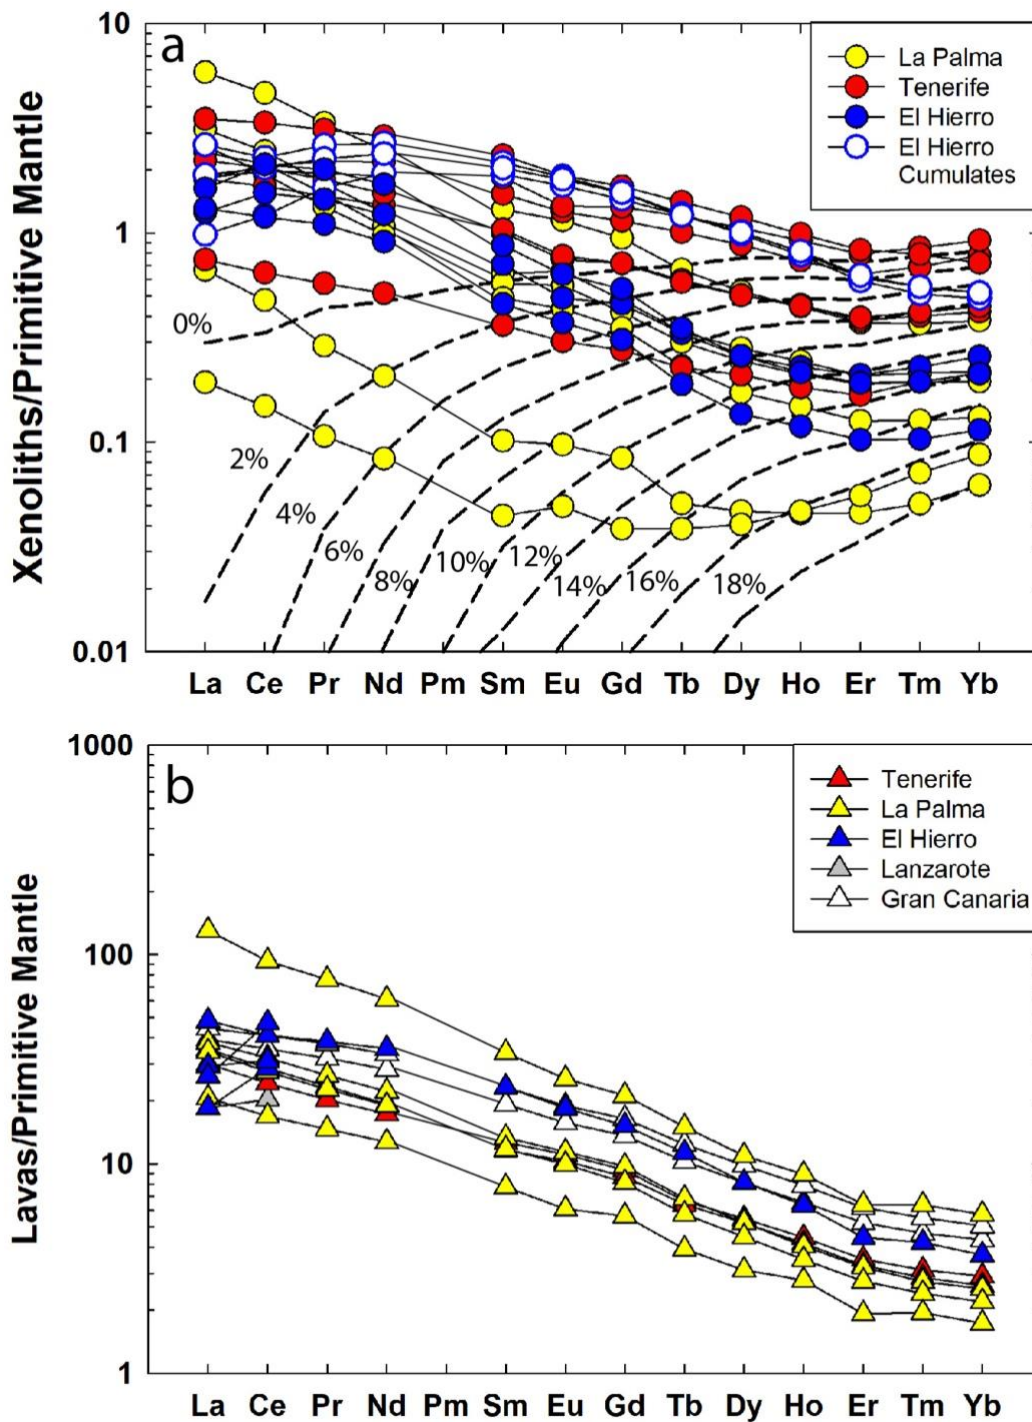 a
Xenoliths/Primitive Mantle
10
1
0.1
0.01
La Palma
Tenerife
El Hierro
El Hierro
Cumulates
0%
2%
4%
6%
8%
10%
12%
14%
16%
18%
La Ce Pr Nd Pm Sm Eu Gd Tb Dy Ho Er Tm Yb
b
Lavas/Primitive Mantle
1000
100
10
1
Tenerife
La Palma
El Hierro
Lanzarote
Gran Canaria
La Ce Pr Nd Pm Sm Eu Gd Tb Dy Ho Er Tm Yb